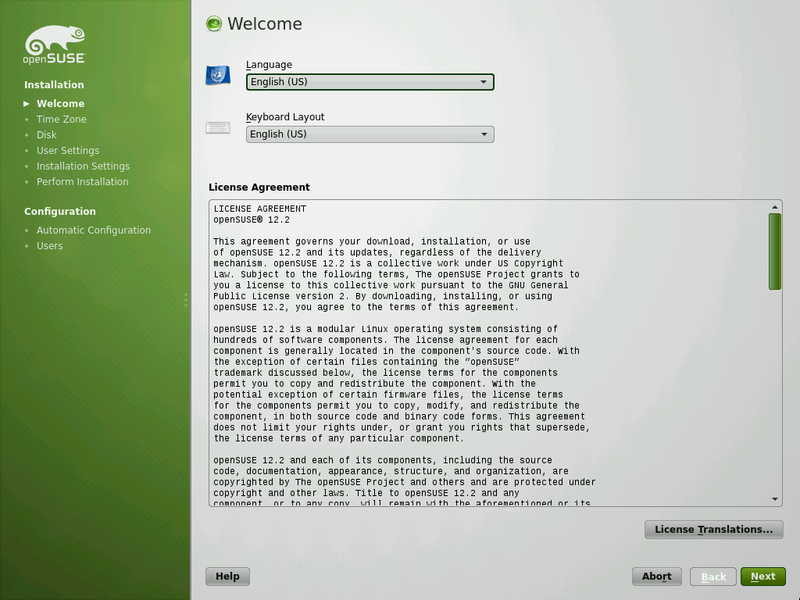 openSUSE
Installation
Welcome
Time Zone
Disk
User Settings
Installation Settings
Perform Installation
Configuration
Automatic Configuration
Users
Welcome
Language
English (US)
Keyboard Layout
English (US)
License Agreement
LICENSE AGREEMENT
openSUSE® 12.2
This agreement governs your download, installation, or use
of openSUSE 12.2 and its updates, regardless of the delivery
mechanism. openSUSE 12.2 is a collective work under US Copyright
Law. Subject to the following terms, The openSUSE Project grants to
you a license to this collective work pursuant to the GNU General
Public License version 2. By downloading, installing, or using
openSUSE 12.2, you agree to the terms of this agreement.
openSUSE 12.2 is a modular Linux operating system consisting of
hundreds of software components. The license agreement for each
component is generally located in the component's source code. With
the exception of certain files containing the "openSUSE"
trademark discussed below, the license terms for the components
permit you to copy and redistribute the component. With the
potential exception of certain firmware files, the license terms
for the components permit you to copy, modify, and redistribute the
component, in both source code and binary code forms. This agreement
does not limit your rights under, or grant you rights that supersede,
the license terms of any particular component.
openSUSE 12.2 and each of its components, including the source
code, documentation, appearance, structure, and organization, are
copyrighted by The openSUSE Project and others and are protected under
copyright and other laws. Title to openSUSE 12.2 and any
component, or to any copy, will remain with the aforementioned or its
License Translations...
Help
Abort
Back
Next